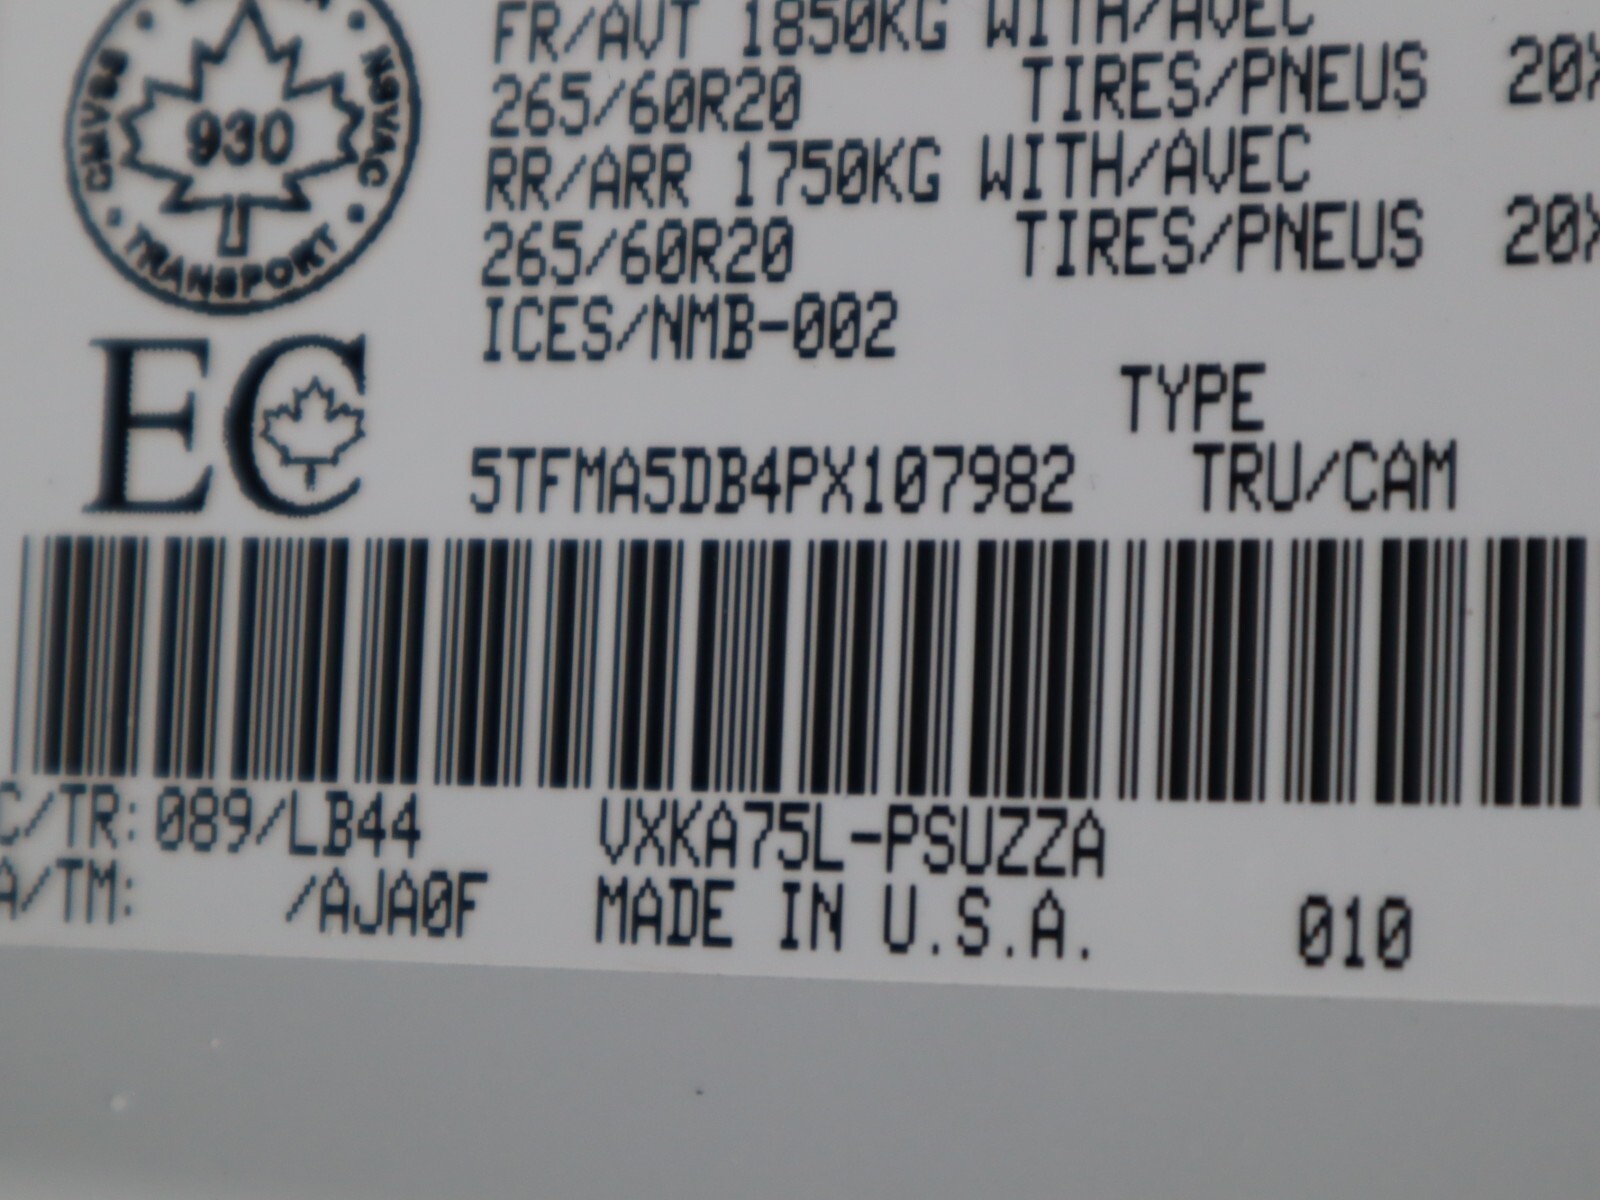 FR/AVT 1850KG WITH/AVEC
265/60R20 TIRES/PNEUS 20X
RR/ARR 1750KG WITH/AVEC
265/60R20 TIRES/PNEUS 20X
ICES/NMB-002
CMVSS NSVAC
930
TRANSPORT
EC
TYPE
5TFMA5DB4PX107982 TRU/CAM
C/TR: 089/LB44 VXKA75L-PSUZZA
A/TM: /AJA0F MADE IN U.S.A. 010